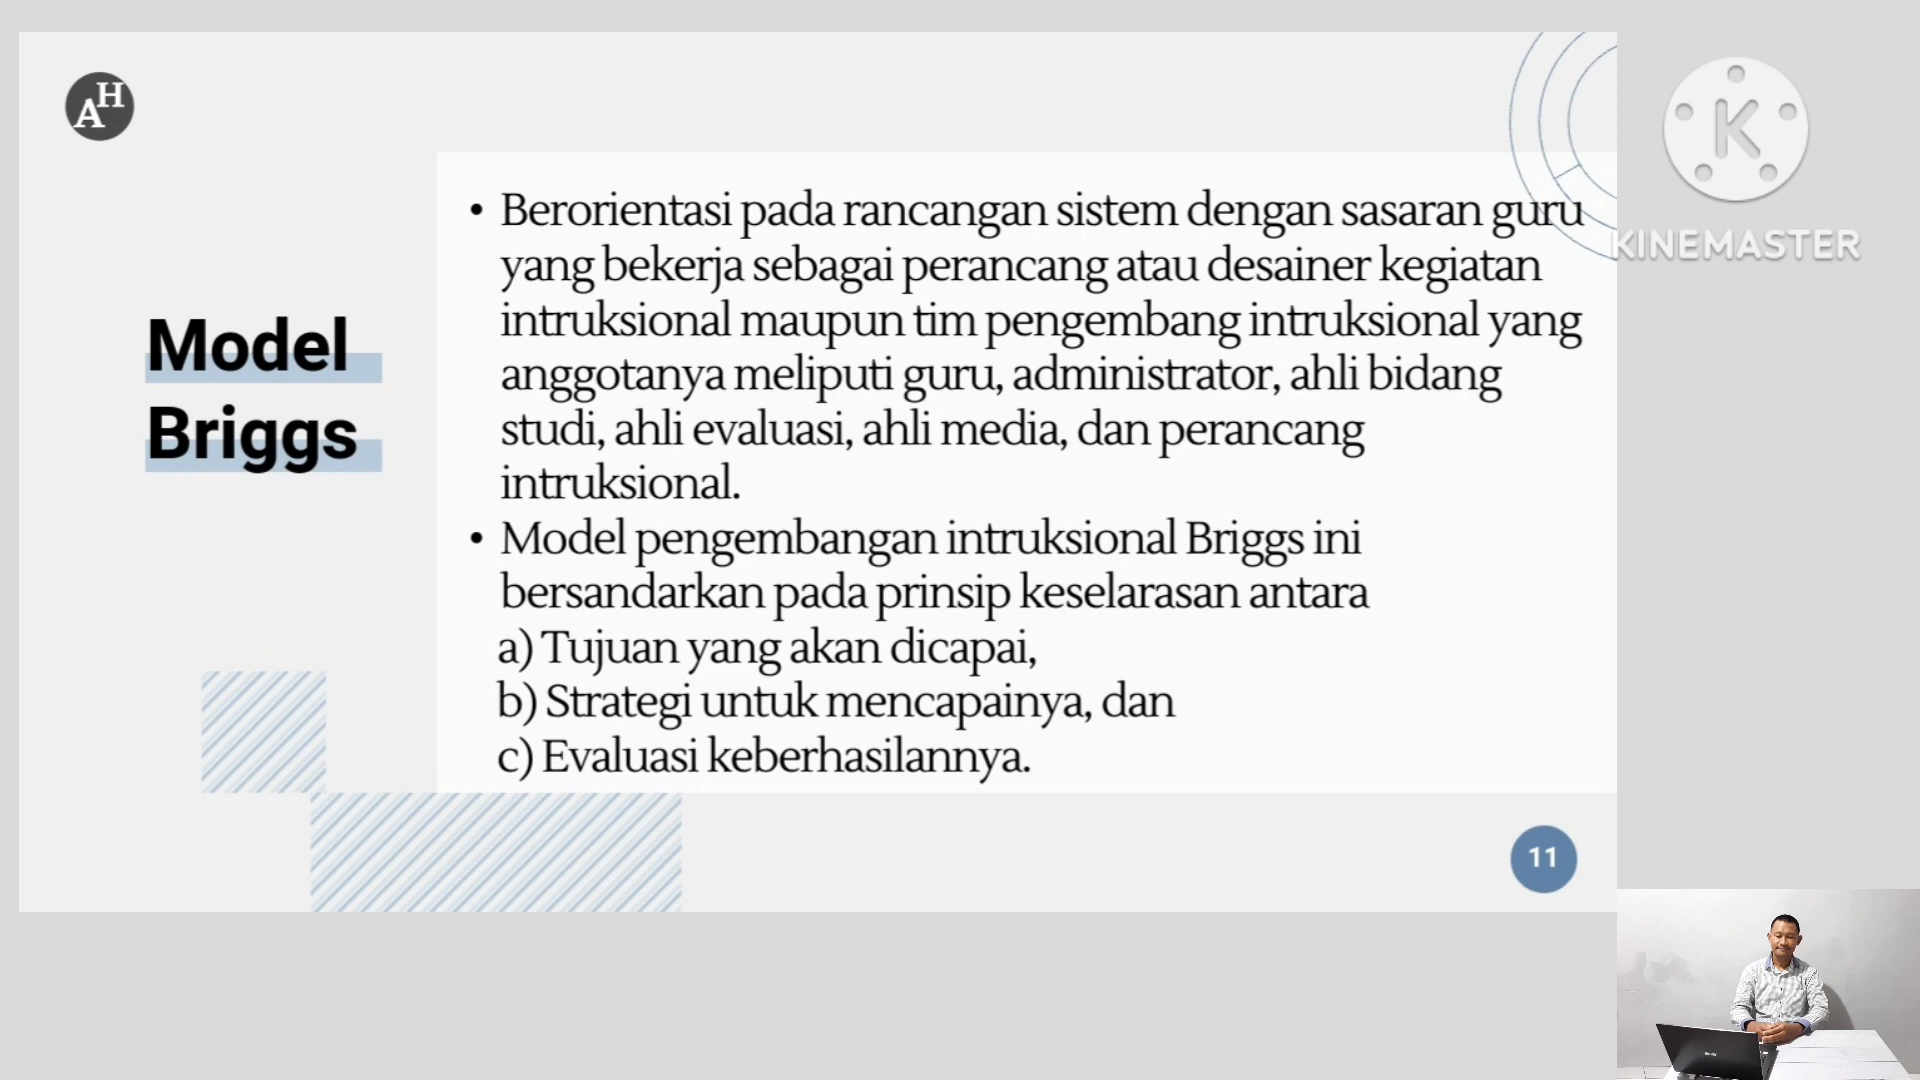 AH
KINEMASTER
Model
Briggs
• Berorientasi pada rancangan sistem dengan sasaran guru
yang bekerja sebagai perancang atau desainer kegiatan
intruksional maupun tim pengembang intruksional yang
anggotanya meliputi guru, administrator, ahli bidang
studi, ahli evaluasi, ahli media, dan perancang
intruksional.
• Model pengembangan intruksional Briggs ini
bersandarkan pada prinsip keselarasan antara
a) Tujuan yang akan dicapai,
b) Strategi untuk mencapainya, dan
c) Evaluasi keberhasilannya.
11